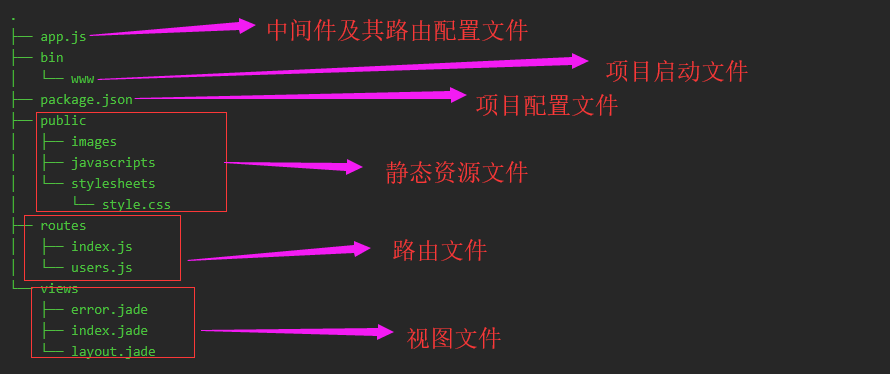 .
├── app.js 中间件及其路由配置文件
├── bin
│   └── www 项目启动文件
├── package.json 项目配置文件
├── public
│   ├── images
│   ├── javascripts 静态资源文件
│   └── stylesheets
│       └── style.css
├── routes
│   ├── index.js 路由文件
│   └── users.js
└── views
    ├── error.jade
    ├── index.jade 视图文件
    └── layout.jade